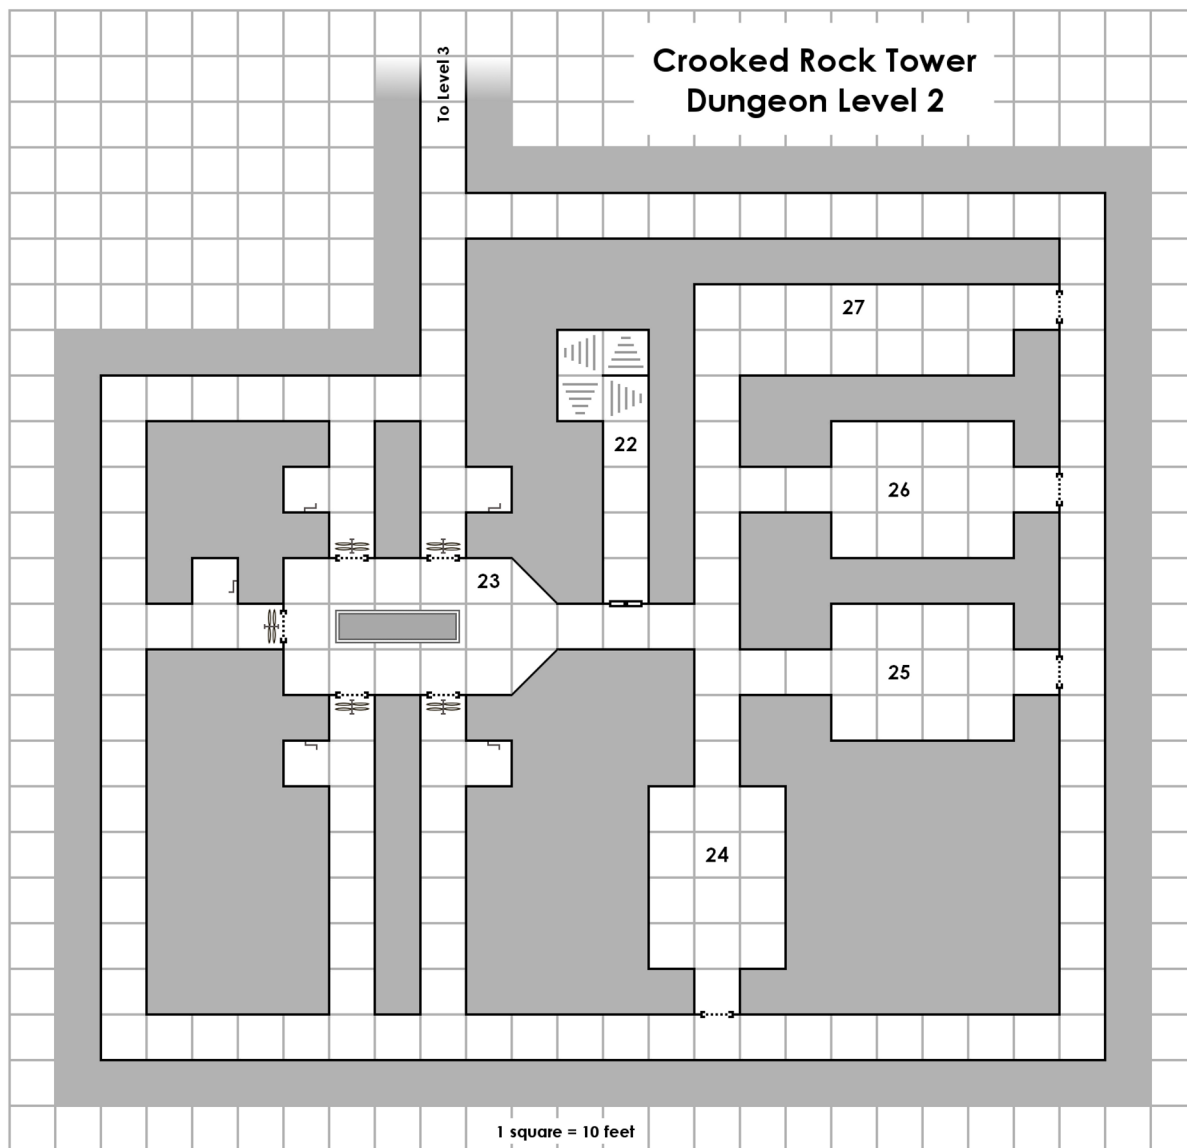 To Level 3
Crooked Rock Tower
Dungeon Level 2
27
22
26
23
25
24
1 square = 10 feet